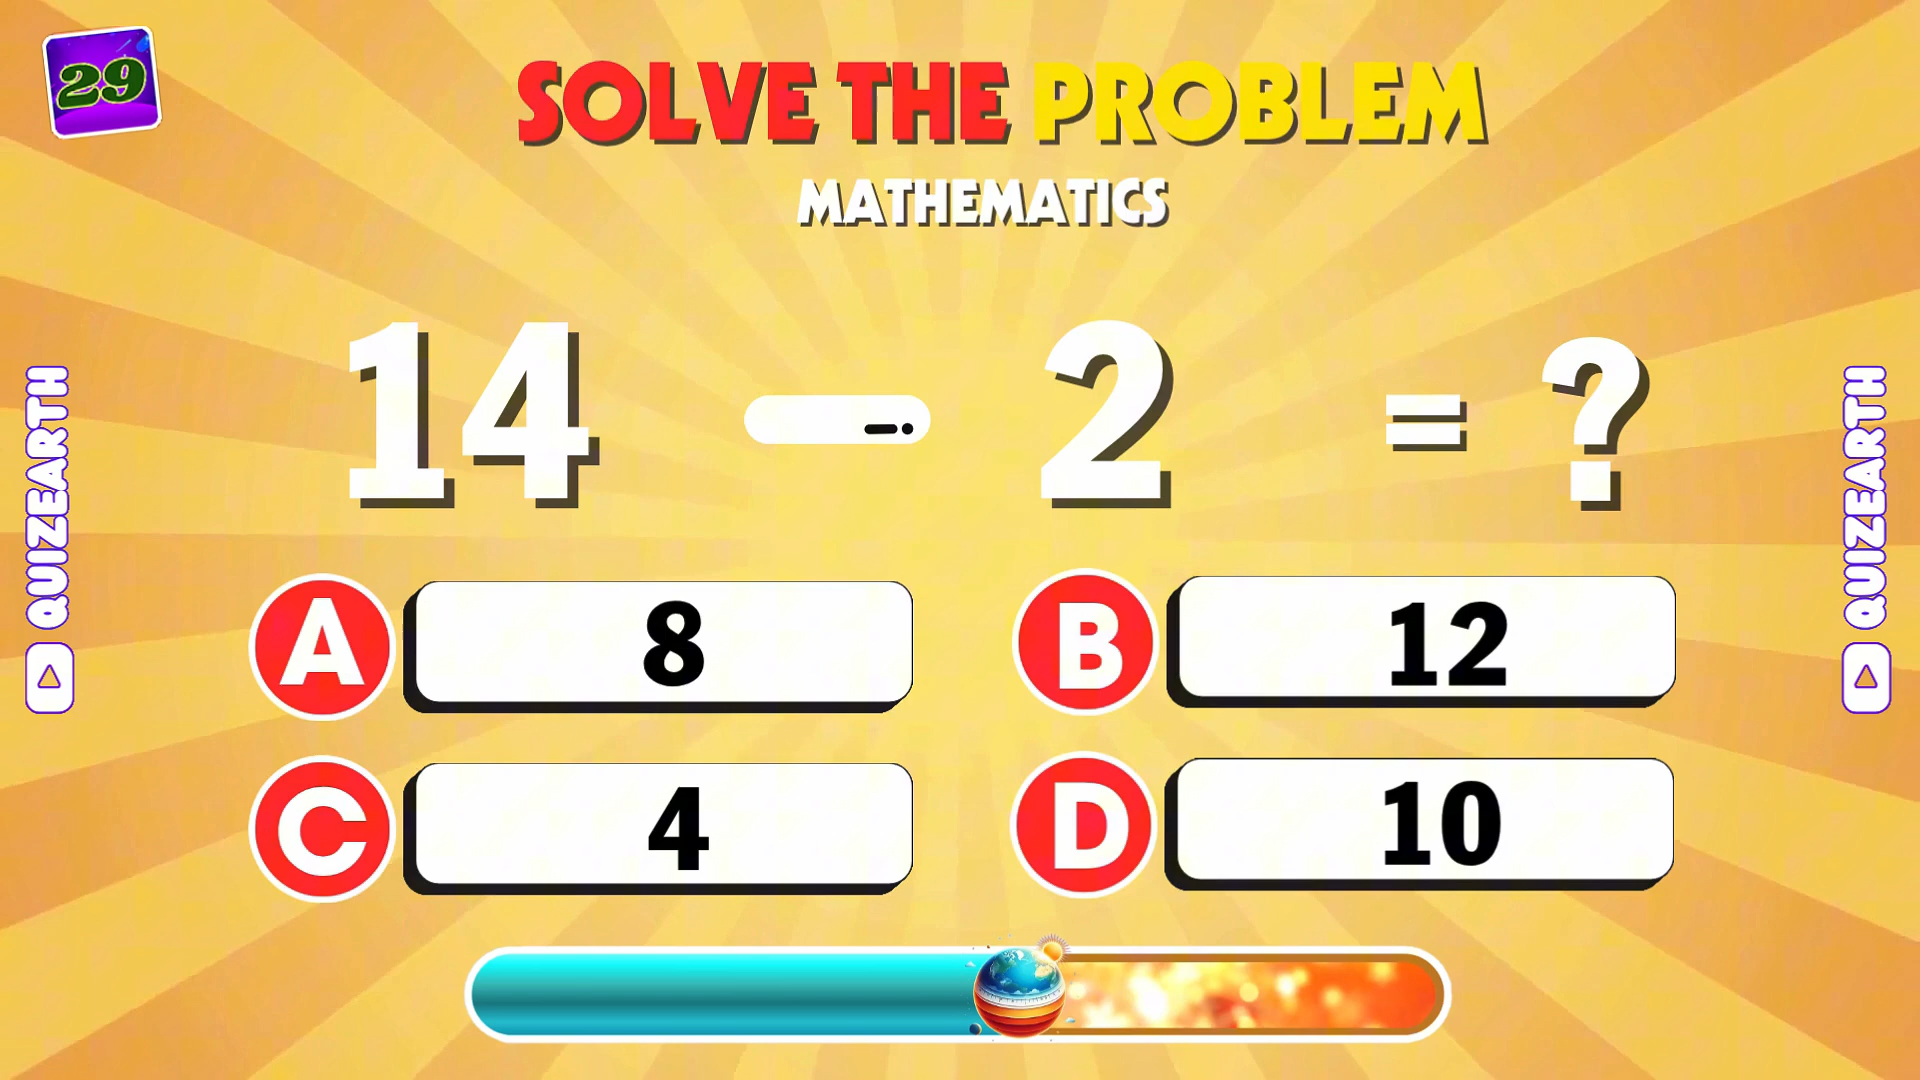 29
SOLVE THE PROBLEM
MATHEMATICS
14 - 2 = ?
A 8
B 12
C 4
D 10
QUIZEARTH
QUIZEARTH